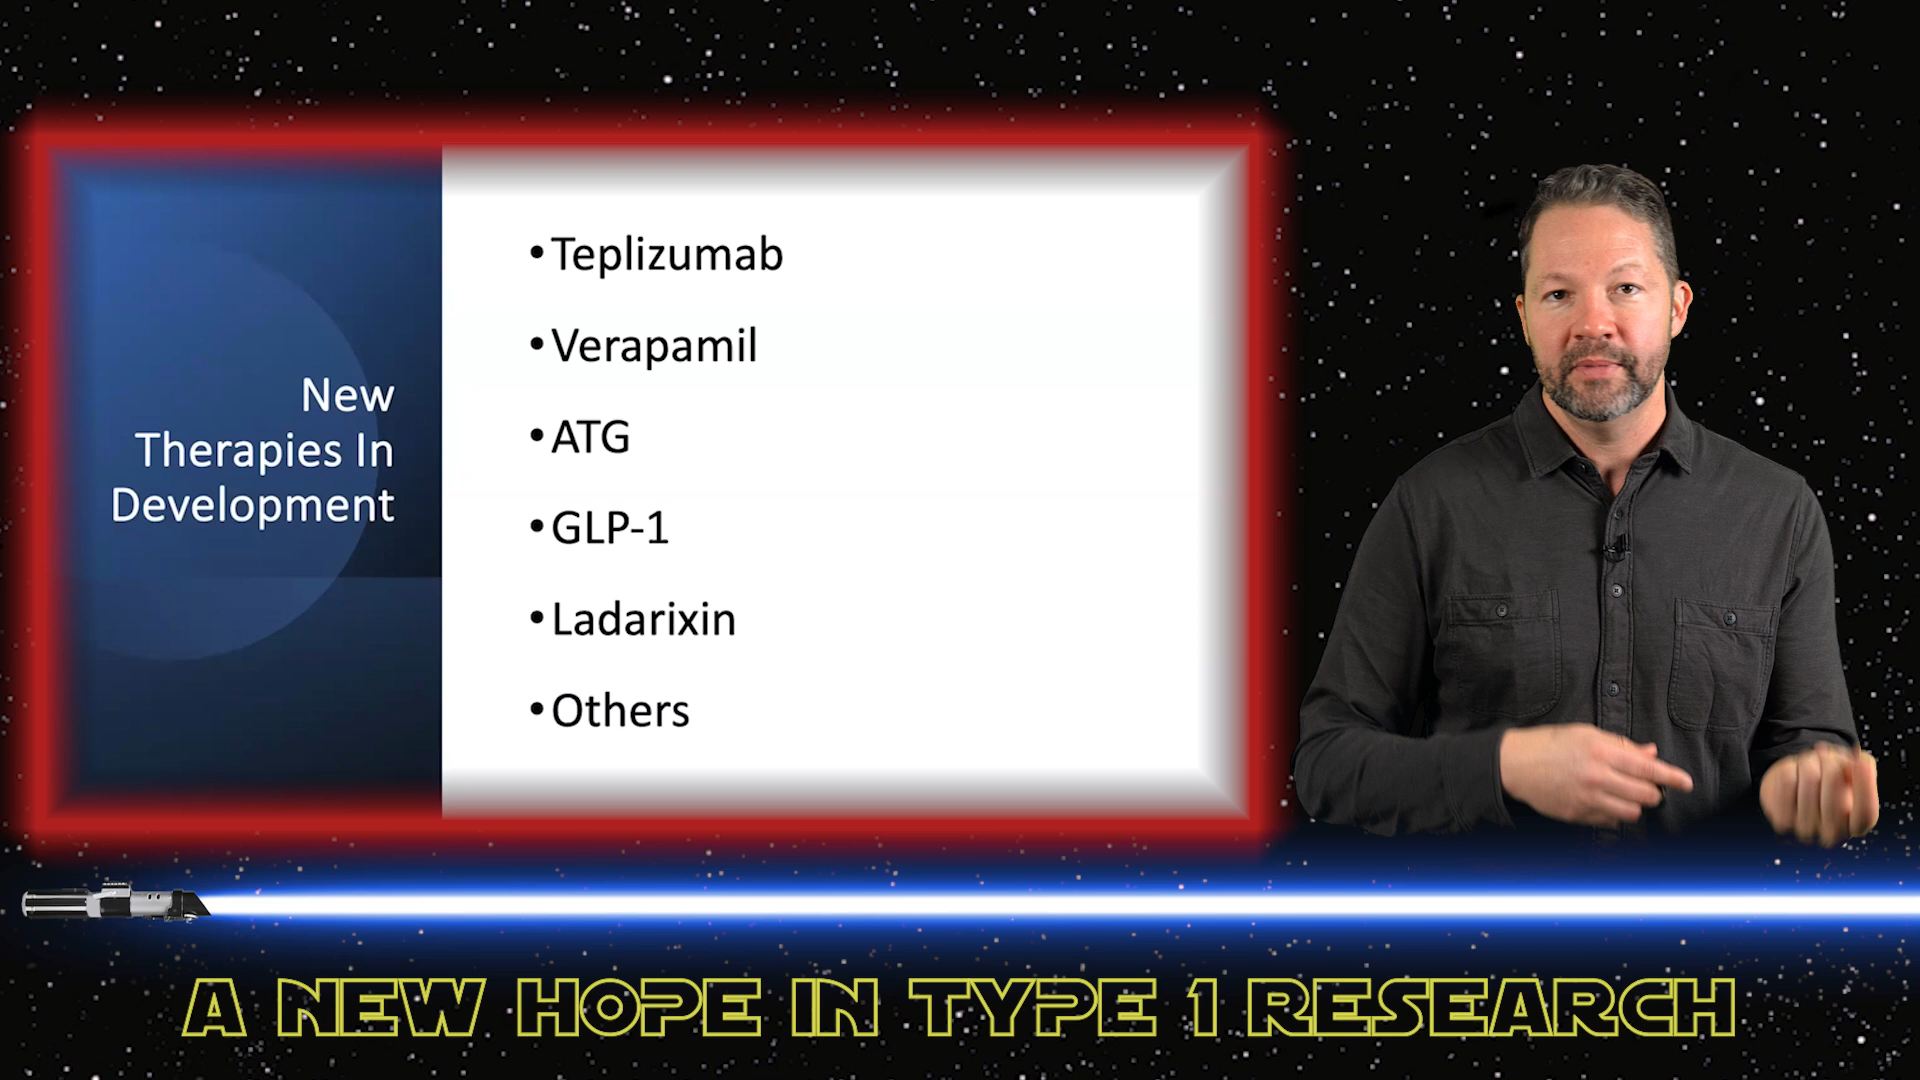 New
Therapies In
Development
• Teplizumab
• Verapamil
• ATG
• GLP-1
• Ladarixin
• Others
A NEW HOPE IN TYPE 1 RESEARCH